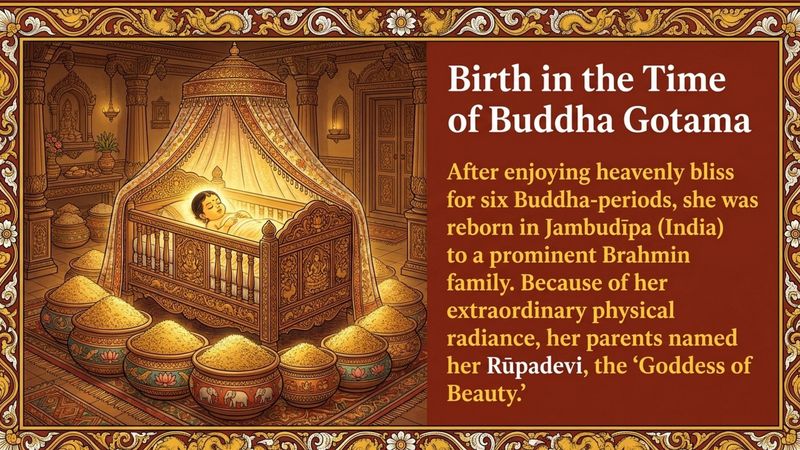 Birth in the Time
of Buddha Gotama
After enjoying heavenly bliss
for six Buddha-periods, she was
reborn in Jambudīpa (India)
to a prominent Brahmin
family. Because of her
extraordinary physical
radiance, her parents named
her Rūpadevi, the ‘Goddess of
Beauty.’